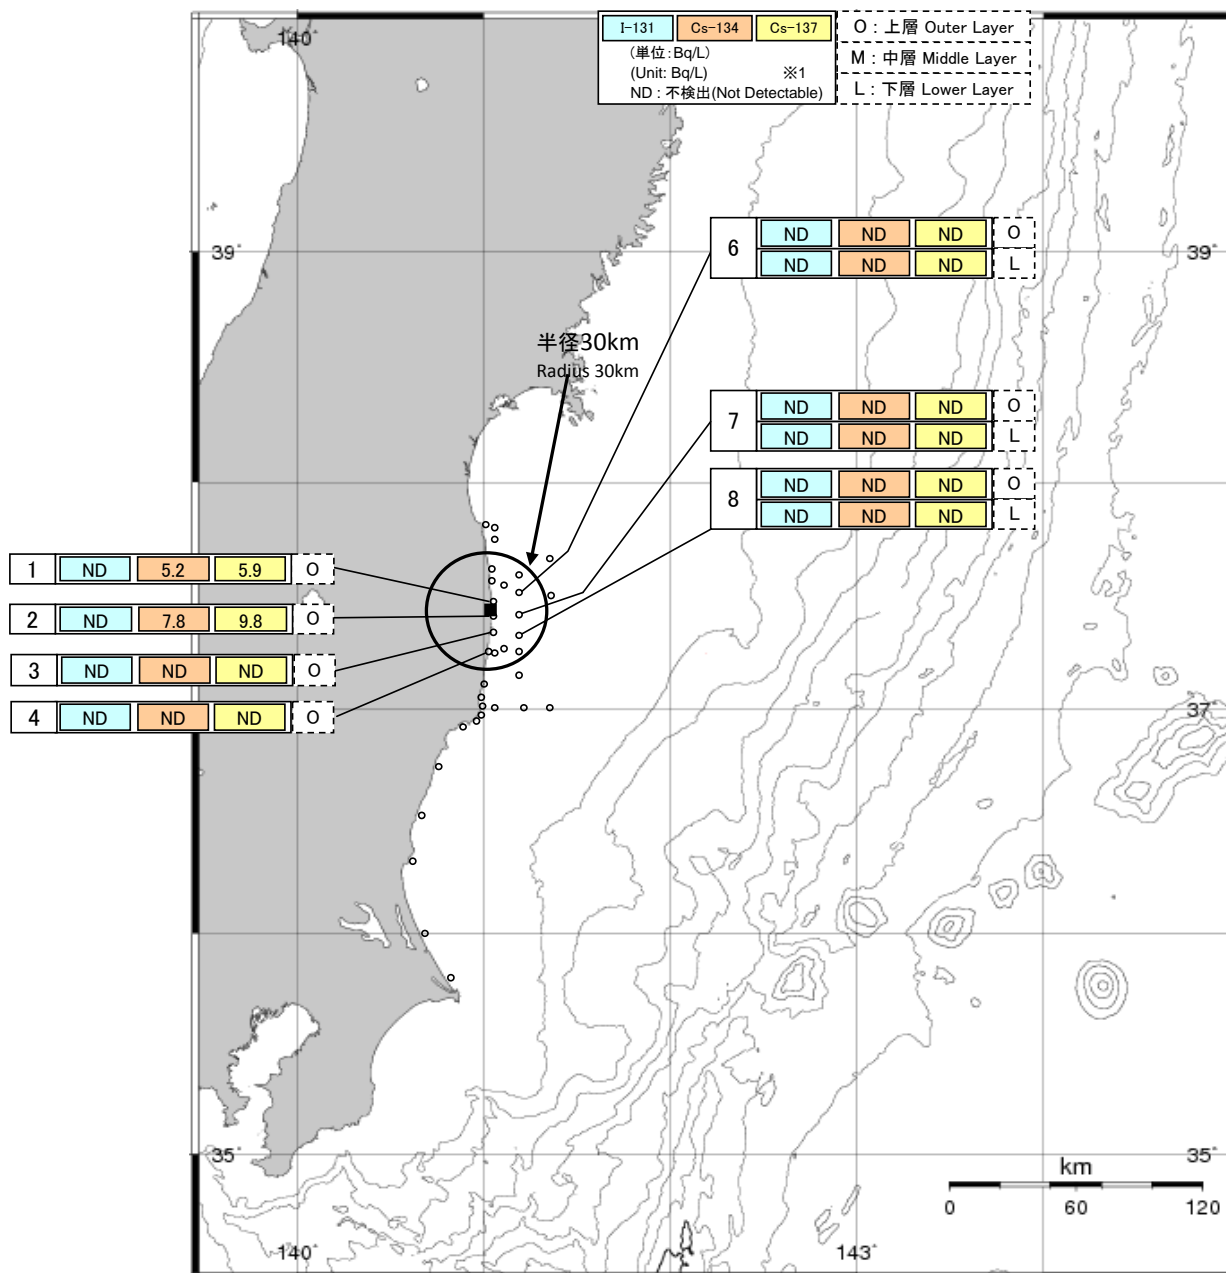 140°
I-131 Cs-134 Cs-137
(単位:Bq/L)
(Unit: Bq/L) ※1
ND : 不検出(Not Detectable)
O : 上層 Outer Layer
M : 中層 Middle Layer
L : 下層 Lower Layer
6 ND ND ND O
ND ND ND L
39° 39°
半径30km
Radius 30km
7 ND ND ND O
ND ND ND L
8 ND ND ND O
ND ND ND L
1 ND 5.2 5.9 O
2 ND 7.8 9.8 O
3 ND ND ND O
4 ND ND ND O
37°
35° 35°
km
0 60 120
140° 143°